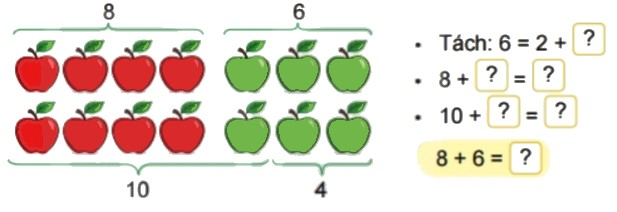 8 6
10 4
• Tách: 6 = 2 + ?
• 8 + ? = ?
• 10 + ? = ?
8 + 6 = ?